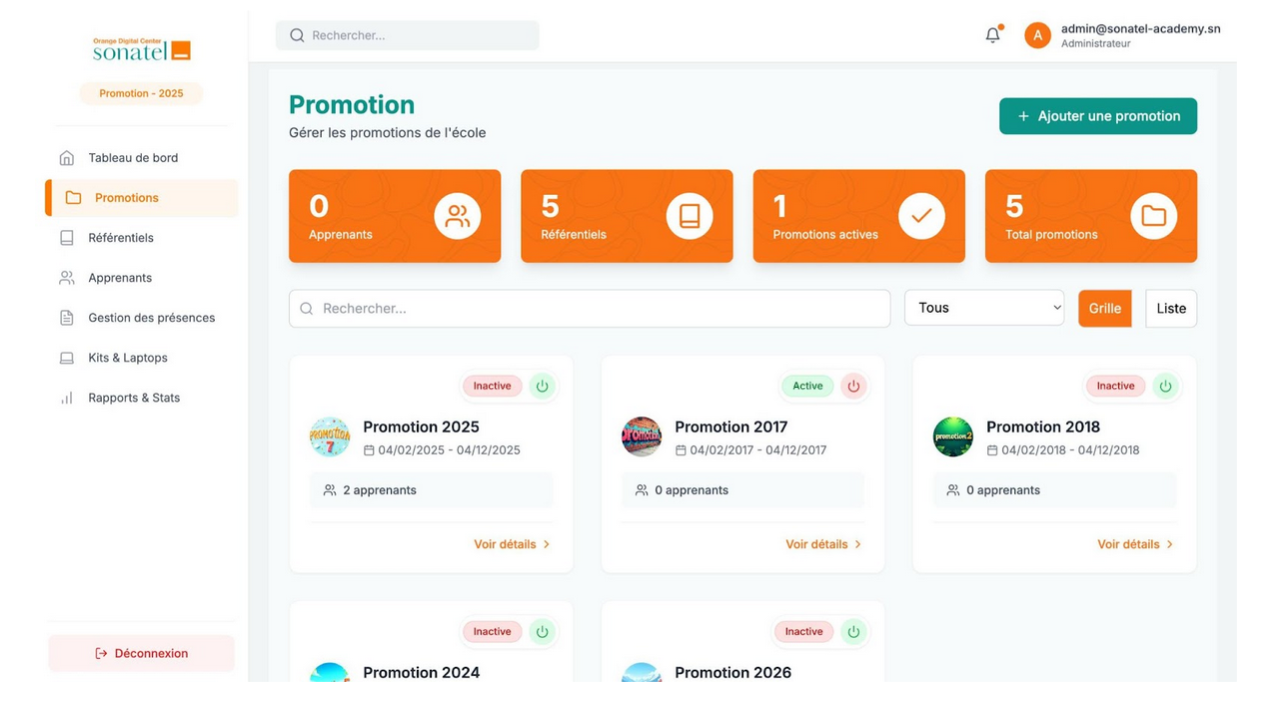 Orange Digital Center
sonatel
Promotion - 2025
Tableau de bord
Promotions
Référentiels
Apprenants
Gestion des présences
Kits & Laptops
Rapports & Stats
Déconnexion
Rechercher...
A
admin@sonatel-academy.sn
Administrateur
Promotion
Gérer les promotions de l'école
+ Ajouter une promotion
0
Apprenants
5
Référentiels
1
Promotions actives
5
Total promotions
Rechercher...
Tous
Grille
Liste
Inactive
PROMOTION
7
Promotion 2025
04/02/2025 - 04/12/2025
2 apprenants
Voir détails >
Active
Promotion 2017
04/02/2017 - 04/12/2017
0 apprenants
Voir détails >
Inactive
promotion2
Promotion 2018
04/02/2018 - 04/12/2018
0 apprenants
Voir détails >
Inactive
Promotion 2024
Inactive
Promotion 2026